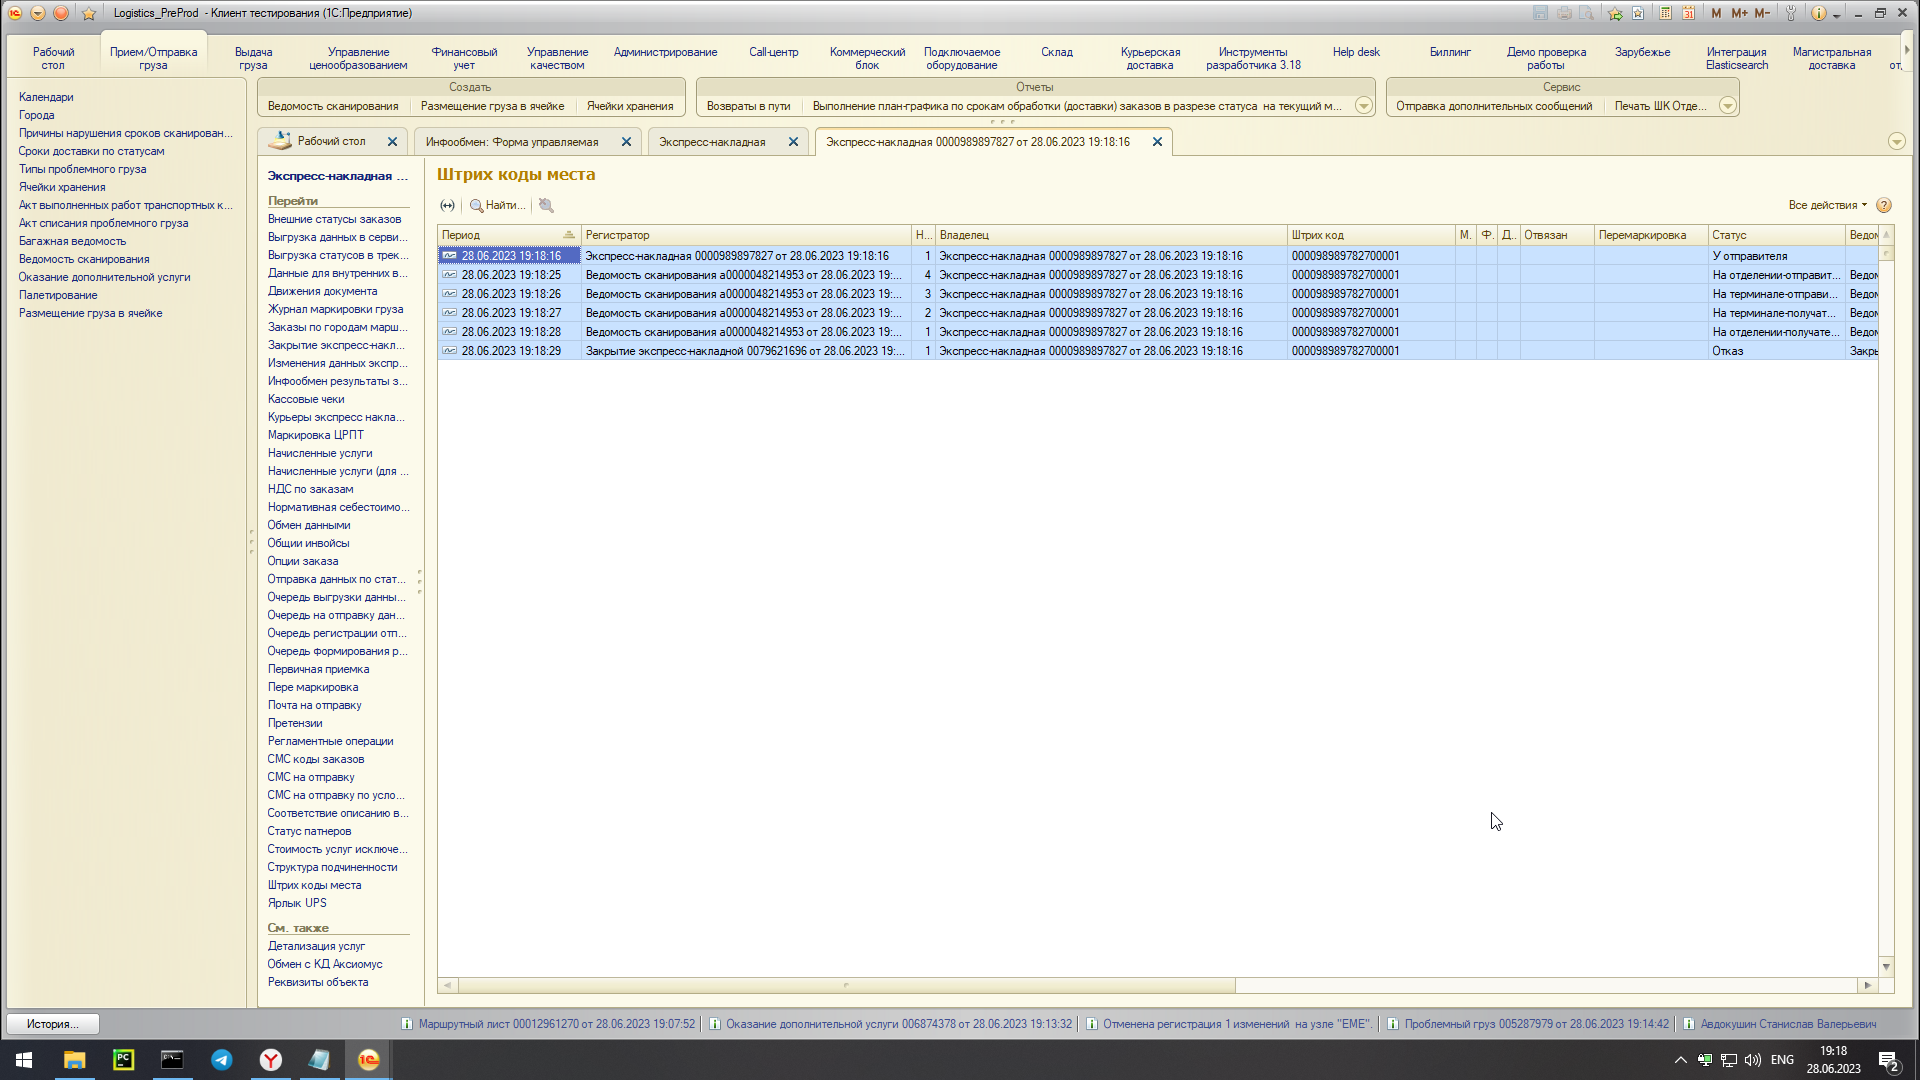 Logistics_PreProd - Клиент тестирования (1С:Предприятие)
M M+ M-
Рабочий стол
Прием/Отправка груза
Выдача груза
Управление ценообразованием
Финансовый учет
Управление качеством
Администрирование
Call-центр
Коммерческий блок
Подключаемое оборудование
Склад
Курьерская доставка
Инструменты разработчика 3.18
Help desk
Биллинг
Демо проверка работы
Зарубежье
Интеграция Elasticsearch
Магистральная доставка
Календари
Города
Причины нарушения сроков сканирован...
Сроки доставки по статусам
Типы проблемного груза
Ячейки хранения
Акт выполненных работ транспортных к...
Акт списания проблемного груза
Багажная ведомость
Ведомость сканирования
Оказание дополнительной услуги
Палетирование
Размещение груза в ячейке
Создать
Ведомость сканирования Размещение груза в ячейке Ячейки хранения
Отчеты
Возвраты в пути Выполнение план-графика по срокам обработки (доставки) заказов в разрезе статуса на текущий м...
Сервис
Отправка дополнительных сообщений Печать ШК Отде...
Рабочий стол
Инфообмен: Форма управляемая
Экспресс-накладная
Экспресс-накладная 0000989897827 от 28.06.2023 19:18:16
Экспресс-накладная ...
Перейти
Внешние статусы заказов
Выгрузка данных в серви...
Выгрузка статусов в трек...
Данные для внутренних в...
Движения документа
Журнал маркировки груза
Заказы по городам марш...
Закрытие экспресс-накл...
Изменения данных экспр...
Инфообмен результаты з...
Кассовые чеки
Курьеры экспресс накла...
Маркировка ЦРПТ
Начисленные услуги
Начисленные услуги (для ...
НДС по заказам
Нормативная себестоимо...
Обмен данными
Общии инвойсы
Опции заказа
Отправка данных по стат...
Очередь выгрузки данны...
Очередь на отправку дан...
Очередь регистрации отп...
Очередь формирования р...
Первичная приемка
Пере маркировка
Почта на отправку
Претензии
Регламентные операции
СМС коды заказов
СМС на отправку
СМС на отправку по усло...
Соответствие описанию в...
Статус патнеров
Стоимость услуг исключе...
Структура подчиненности
Штрих коды места
Ярлык UPS
См. также
Детализация услуг
Обмен с КД Аксиомус
Реквизиты объекта
Штрих коды места
Найти...
Все действия
Период Регистратор Н... Владелец Штрих код М. Ф. Д.. Отвязан Перемаркировка Статус Ведом
28.06.2023 19:18:16 Экспресс-накладная 0000989897827 от 28.06.2023 19:18:16 1 Экспресс-накладная 0000989897827 от 28.06.2023 19:18:16 000098989782700001 У отправителя
28.06.2023 19:18:25 Ведомость сканирования а0000048214953 от 28.06.2023 19:... 4 Экспресс-накладная 0000989897827 от 28.06.2023 19:18:16 000098989782700001 На отделении-отправит... Ведом
28.06.2023 19:18:26 Ведомость сканирования а0000048214953 от 28.06.2023 19:... 3 Экспресс-накладная 0000989897827 от 28.06.2023 19:18:16 000098989782700001 На терминале-отправи... Ведом
28.06.2023 19:18:27 Ведомость сканирования а0000048214953 от 28.06.2023 19:... 2 Экспресс-накладная 0000989897827 от 28.06.2023 19:18:16 000098989782700001 На терминале-получат... Ведом
28.06.2023 19:18:28 Ведомость сканирования а0000048214953 от 28.06.2023 19:... 1 Экспресс-накладная 0000989897827 от 28.06.2023 19:18:16 000098989782700001 На отделении-получате... Ведом
28.06.2023 19:18:29 Закрытие экспресс-накладной 0079621696 от 28.06.2023 19:... 1 Экспресс-накладная 0000989897827 от 28.06.2023 19:18:16 000098989782700001 Отказ Закры
История...
Маршрутный лист 00012961270 от 28.06.2023 19:07:52
Оказание дополнительной услуги 006874378 от 28.06.2023 19:13:32
Отменена регистрация 1 изменений на узле "EME".
Проблемный груз 005287979 от 28.06.2023 19:14:42
Авдокушин Станислав Валерьевич
ENG
19:18
28.06.2023
2